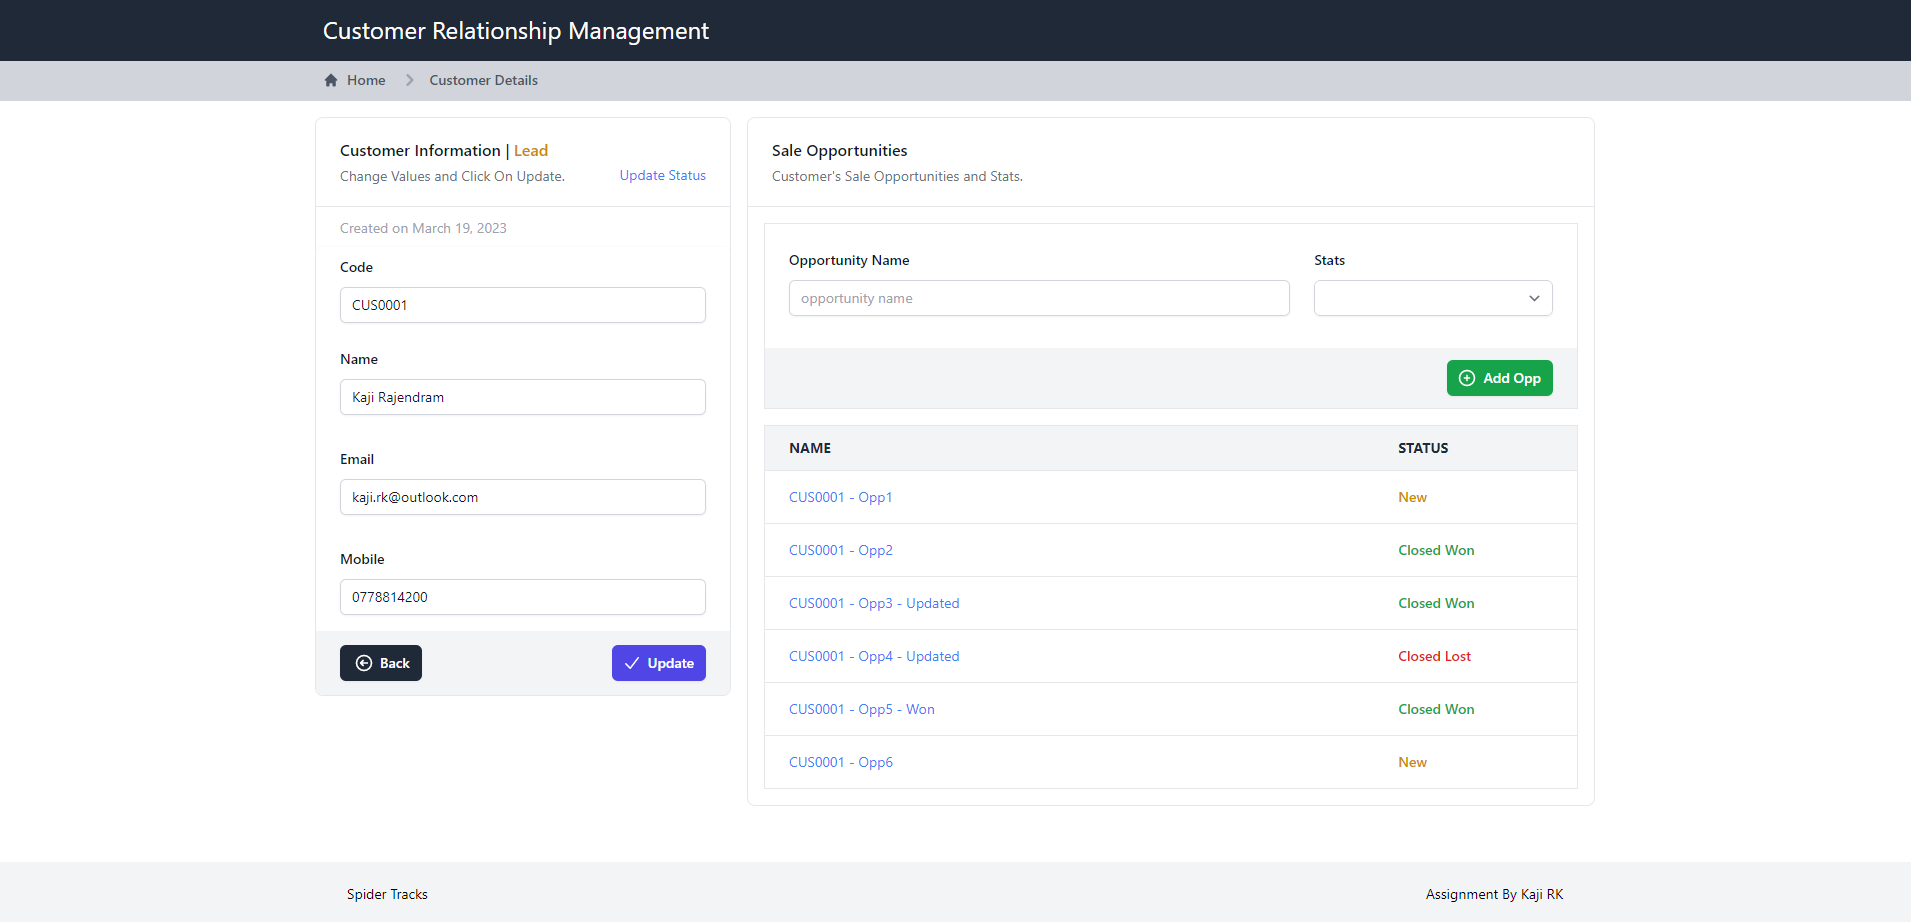 Customer Relationship Management
Home
Customer Details
Customer Information | Lead
Change Values and Click On Update.
Update Status
Created on March 19, 2023
Code
CUS0001
Name
Kaji Rajendram
Email
kaji.rk@outlook.com
Mobile
0778814200
Back
Update
Sale Opportunities
Customer's Sale Opportunities and Stats.
Opportunity Name
Stats
opportunity name
Add Opp
NAME STATUS
CUS0001 - Opp1 New
CUS0001 - Opp2 Closed Won
CUS0001 - Opp3 - Updated Closed Won
CUS0001 - Opp4 - Updated Closed Lost
CUS0001 - Opp5 - Won Closed Won
CUS0001 - Opp6 New
Spider Tracks
Assignment By Kaji RK